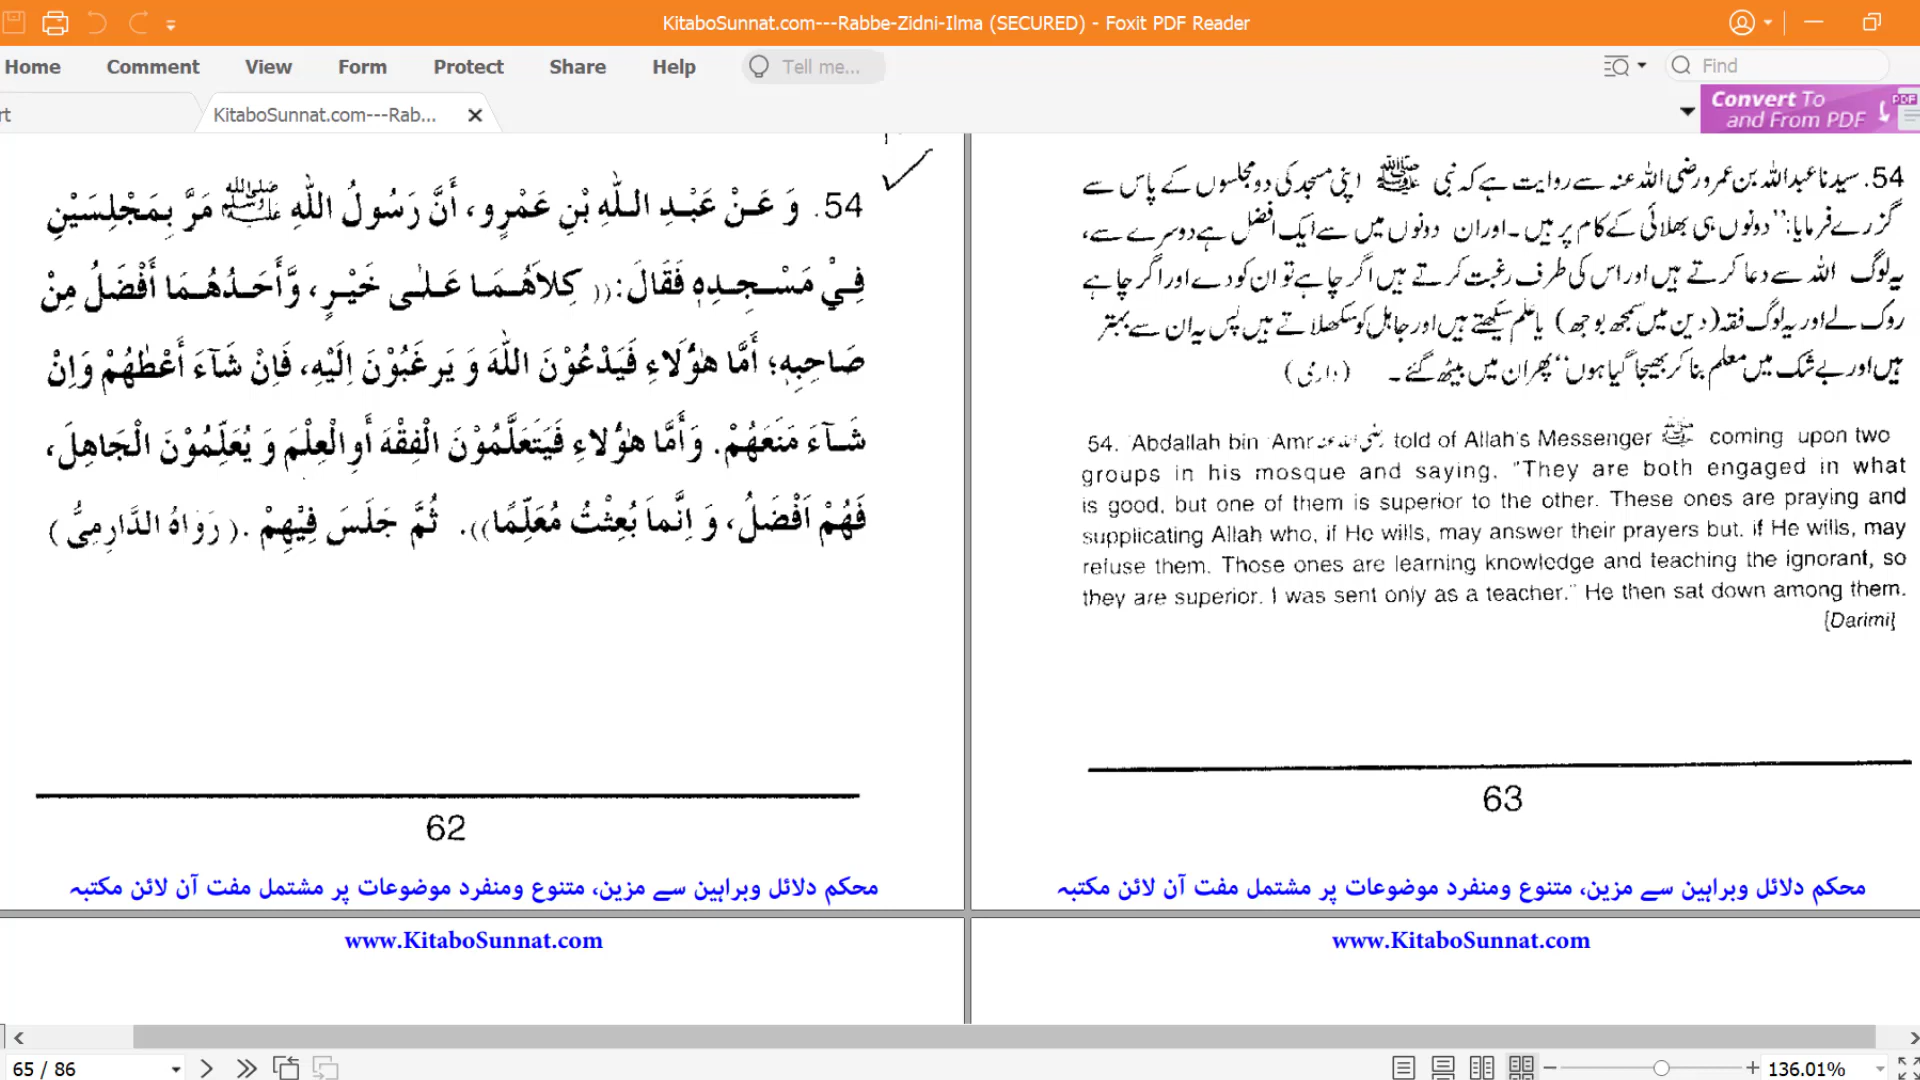 KitaboSunnat.com---Rabbe-Zidni-Ilma (SECURED) - Foxit PDF Reader
Home Comment View Form Protect Share Help Tell me... Find
rt KitaboSunnat.com---Rab...
Convert To
and From PDF
PDF
54. وَ عَنْ عَبْدِ اللّٰهِ بْنِ عَمْرٍو، أَنَّ رَسُولُ اللّٰهِ ﷺ مَرَّ بِمَجْلِسَيْنِ
فِيْ مَسْجِدِهٖ فَقَالَ: ((كِلاَهُمَا عَلٰى خَيْرٍ، وَّأَحَدُهُمَا أَفْضَلُ مِنْ
صَاحِبِهٖ؛ أَمَّا هٰؤُلَاءِ فَيَدْعُوْنَ اللّٰهَ وَ يَرغَبُوْنَ اِلَيْهِ، فَاِنْ شَآءَ أَعْطٰهُمْ وَاِنْ
شَآءَ مَنَعَهُمْ. وَأَمَّا هٰؤُلاءِ فَيَتَعَلَّمُوْنَ الْفِقْهَ أَوِ الْعِلْمَ وَ يُعَلِّمُوْنَ الْجَاهِلَ،
فَهُمْ اَفْضَلُ، وَ اِنَّماَ بُعِثْتُ مُعَلِّمًا)). ثُمَّ جَلَسَ فِيْهِمْ .(رَوَاهُ الدَّارِمِىُّ)
62
محکم دلائل وبراہین سے مزین، متنوع ومنفرد موضوعات پر مشتمل مفت آن لائن مکتبہ
www.KitaboSunnat.com
54. سیدنا عبداللہ بن عمرو رضی اللہ عنہ سے روایت ہے کہ نبی ﷺ اپنی مسجد کی دو مجلسوں کے پاس سے
گزرے فرمایا: ''دونوں ہی بھلائی کے کام پر ہیں۔ اور ان دونوں میں سے ایک افضل ہے دوسرے سے،
یہ لوگ اللہ سے دعا کرتے ہیں اور اس کی طرف رغبت کرتے ہیں اگر چاہے تو ان کو دے اور اگر چاہے
روک لے اور یہ لوگ فقہ (دین میں سمجھ بوجھ) یا علم سیکھتے ہیں اور جاہل کو سکھلاتے ہیں پس یہ ان سے بہتر
ہیں اور بے شک میں معلم بنا کر بھیجا گیا ہوں'' پھر ان میں بیٹھ گئے۔ (دارمی)
54. 'Abdallah bin 'Amr رضی اللہ عنہ told of Allah's Messenger ﷺ coming upon two
groups in his mosque and saying. "They are both engaged in what
is good, but one of them is superior to the other. These ones are praying and
supplicating Allah who, if He wills, may answer their prayers but. if He wills, may
refuse them. Those ones are learning knowledge and teaching the ignorant, so
they are superior. I was sent only as a teacher." He then sat down among them.
[Darimi]
63
محکم دلائل وبراہین سے مزین، متنوع ومنفرد موضوعات پر مشتمل مفت آن لائن مکتبہ
www.KitaboSunnat.com
65 / 86
136.01%